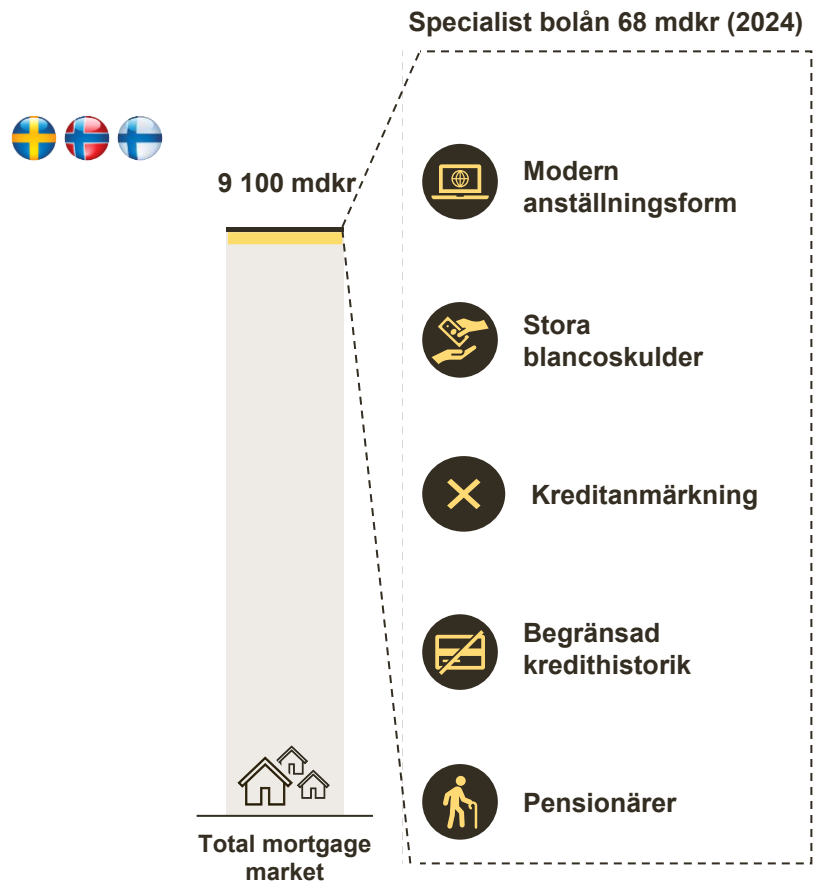 Specialist bolån 68 mdkr (2024)
9 100 mdkr
Modern
anställningsform
Stora
blancoskulder
Kreditanmärkning
Begränsad
kredithistorik
Pensionärer
Total mortgage
market